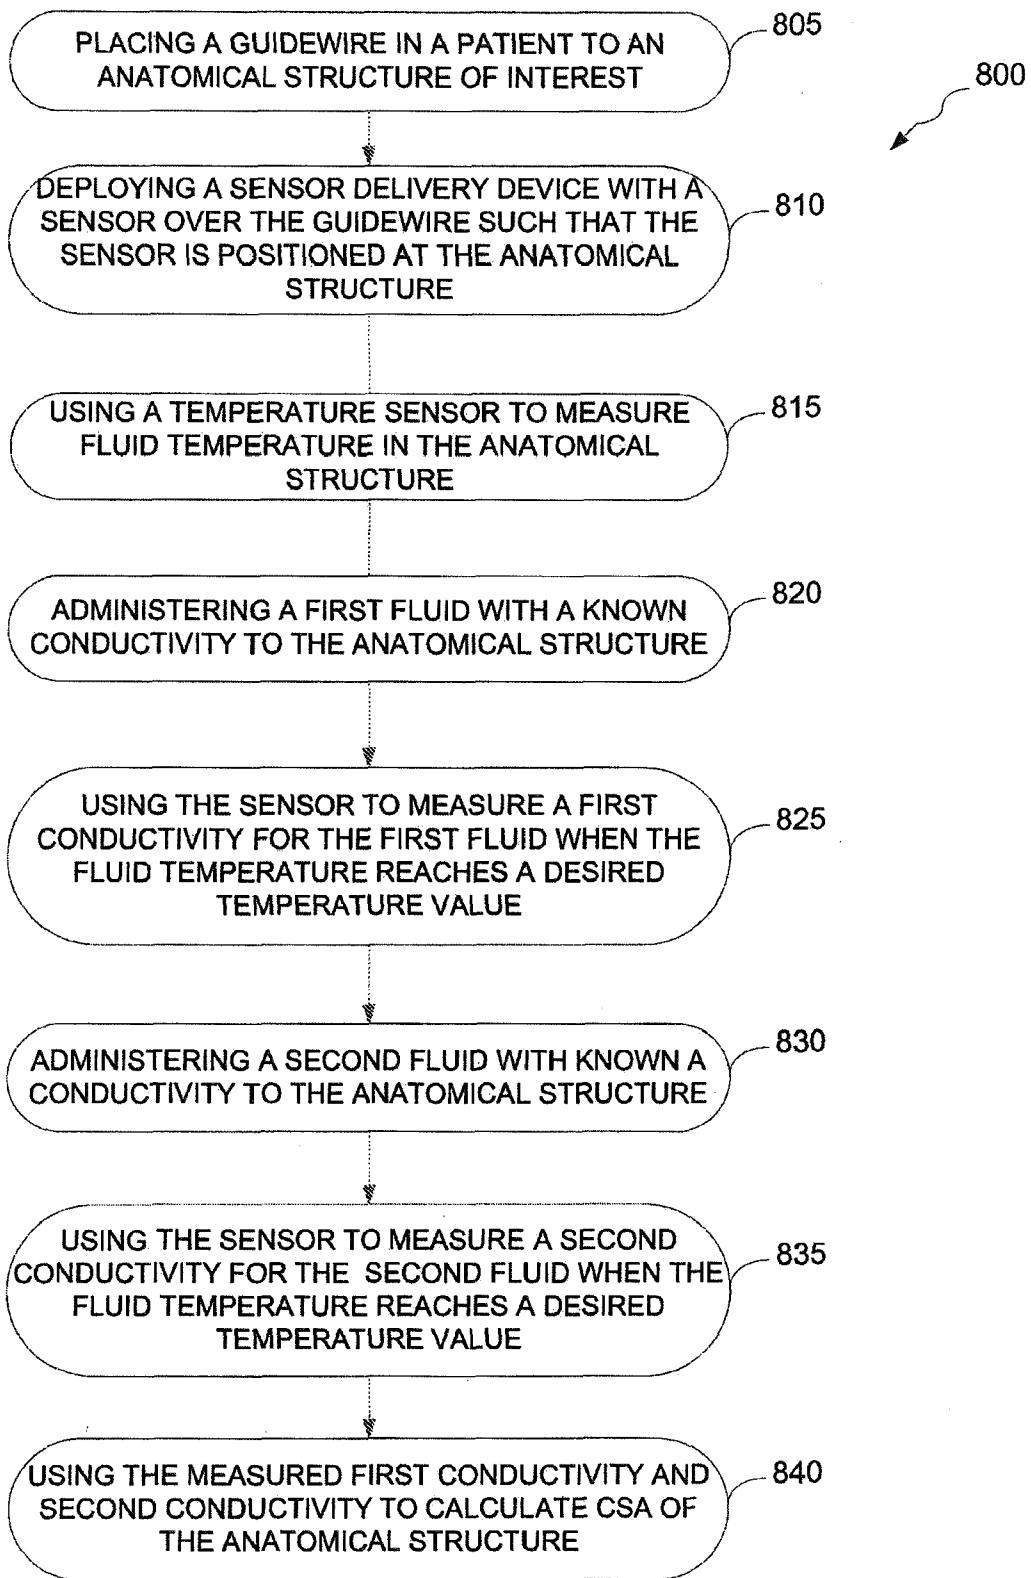 PLACING A GUIDEWIRE IN A PATIENT TO AN
ANATOMICAL STRUCTURE OF INTEREST
805
800
DEPLOYING A SENSOR DELIVERY DEVICE WITH A
SENSOR OVER THE GUIDEWIRE SUCH THAT THE
SENSOR IS POSITIONED AT THE ANATOMICAL
STRUCTURE
810
USING A TEMPERATURE SENSOR TO MEASURE
FLUID TEMPERATURE IN THE ANATOMICAL
STRUCTURE
815
ADMINISTERING A FIRST FLUID WITH A KNOWN
CONDUCTIVITY TO THE ANATOMICAL STRUCTURE
820
USING THE SENSOR TO MEASURE A FIRST
CONDUCTIVITY FOR THE FIRST FLUID WHEN THE
FLUID TEMPERATURE REACHES A DESIRED
TEMPERATURE VALUE
825
ADMINISTERING A SECOND FLUID WITH KNOWN A
CONDUCTIVITY TO THE ANATOMICAL STRUCTURE
830
USING THE SENSOR TO MEASURE A SECOND
CONDUCTIVITY FOR THE SECOND FLUID WHEN THE
FLUID TEMPERATURE REACHES A DESIRED
TEMPERATURE VALUE
835
USING THE MEASURED FIRST CONDUCTIVITY AND
SECOND CONDUCTIVITY TO CALCULATE CSA OF
THE ANATOMICAL STRUCTURE
840